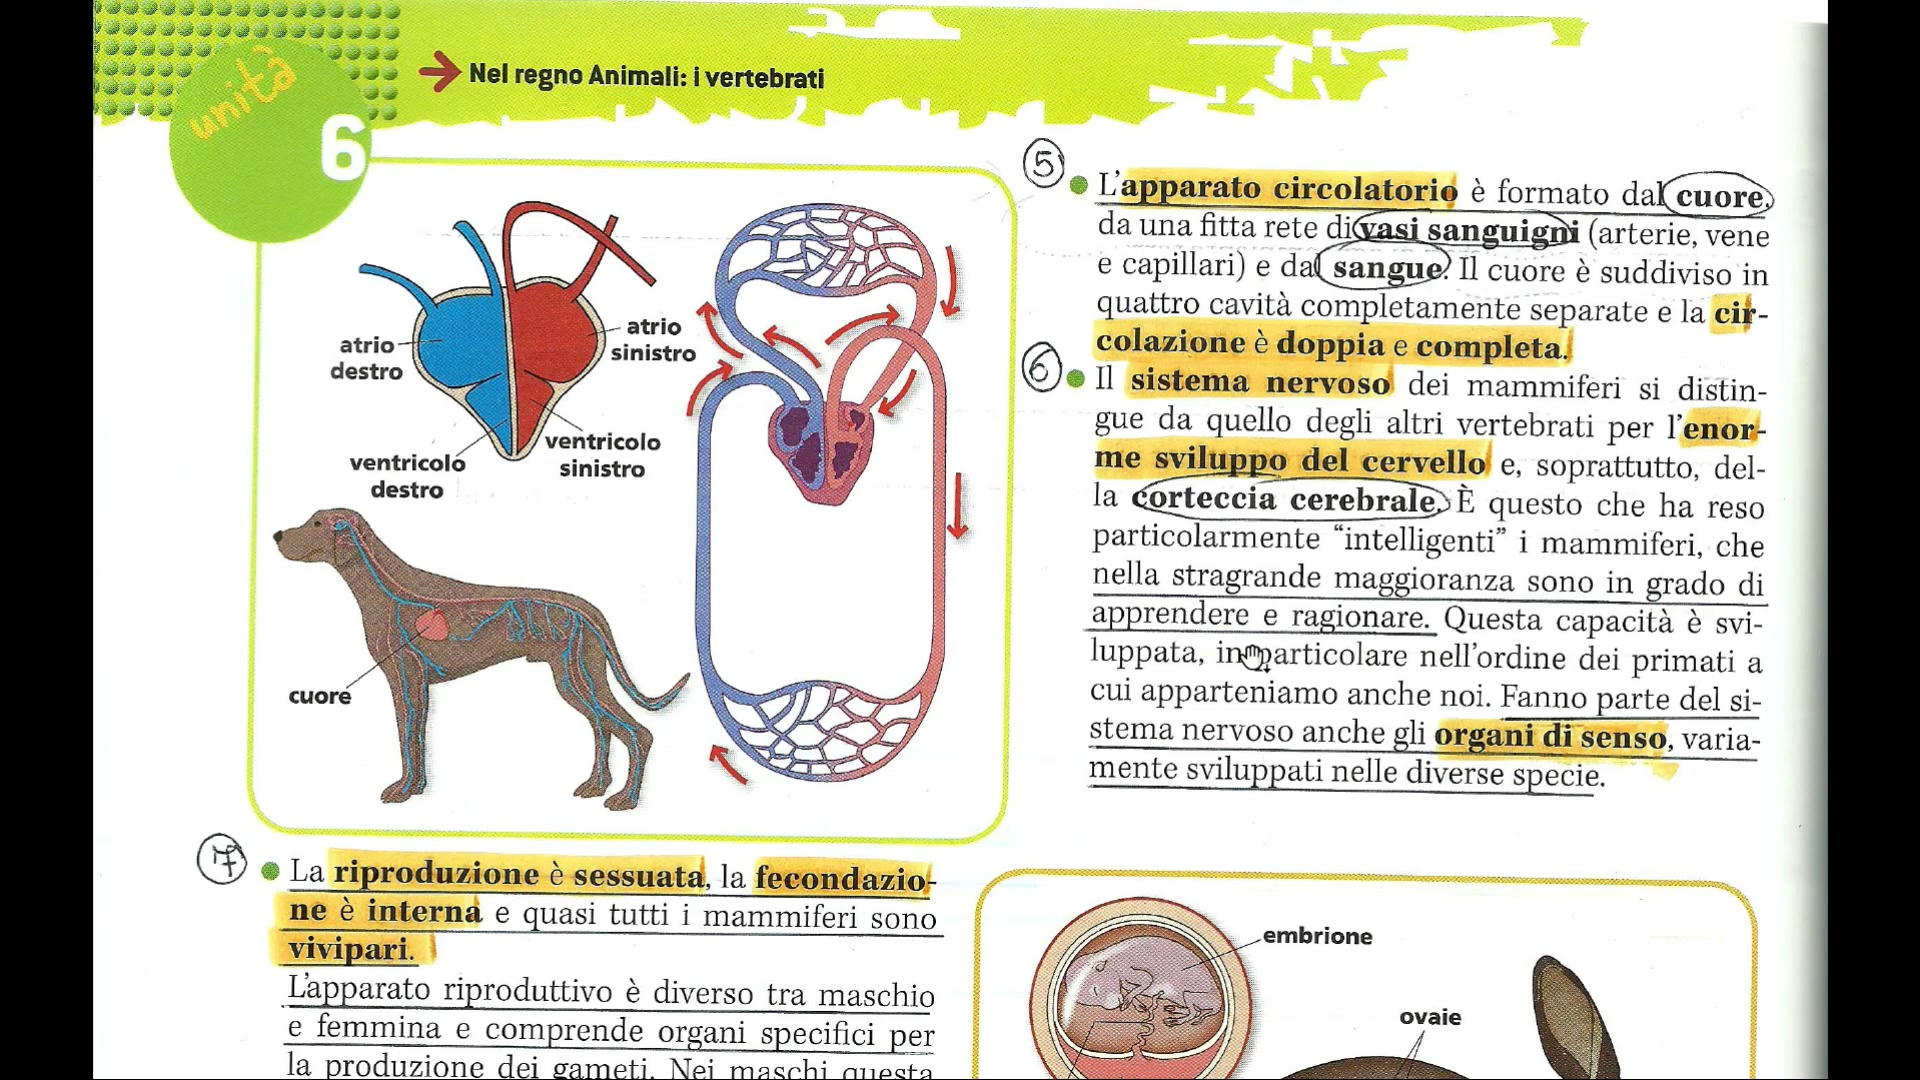 unità
6
Nel regno Animali: i vertebrati
atrio
destro
atrio
sinistro
ventricolo
destro
ventricolo
sinistro
cuore
5
L'apparato circolatorio è formato dal cuore,
da una fitta rete di vasi sanguigni (arterie, vene
e capillari) e dal sangue. Il cuore è suddiviso in
quattro cavità completamente separate e la cir-
colazione è doppia e completa.
6
Il sistema nervoso dei mammiferi si distin-
gue da quello degli altri vertebrati per l'enor-
me sviluppo del cervello e, soprattutto, del-
la corteccia cerebrale. È questo che ha reso
particolarmente “intelligenti” i mammiferi, che
nella stragrande maggioranza sono in grado di
apprendere e ragionare. Questa capacità è svi-
luppata, in particolare nell'ordine dei primati a
cui apparteniamo anche noi. Fanno parte del si-
stema nervoso anche gli organi di senso, varia-
mente sviluppati nelle diverse specie.
7
La riproduzione è sessuata, la fecondazio-
ne è interna e quasi tutti i mammiferi sono
vivipari.
L'apparato riproduttivo è diverso tra maschio
e femmina e comprende organi specifici per
la produzione dei gameti. Nei maschi questa
embrione
ovaie